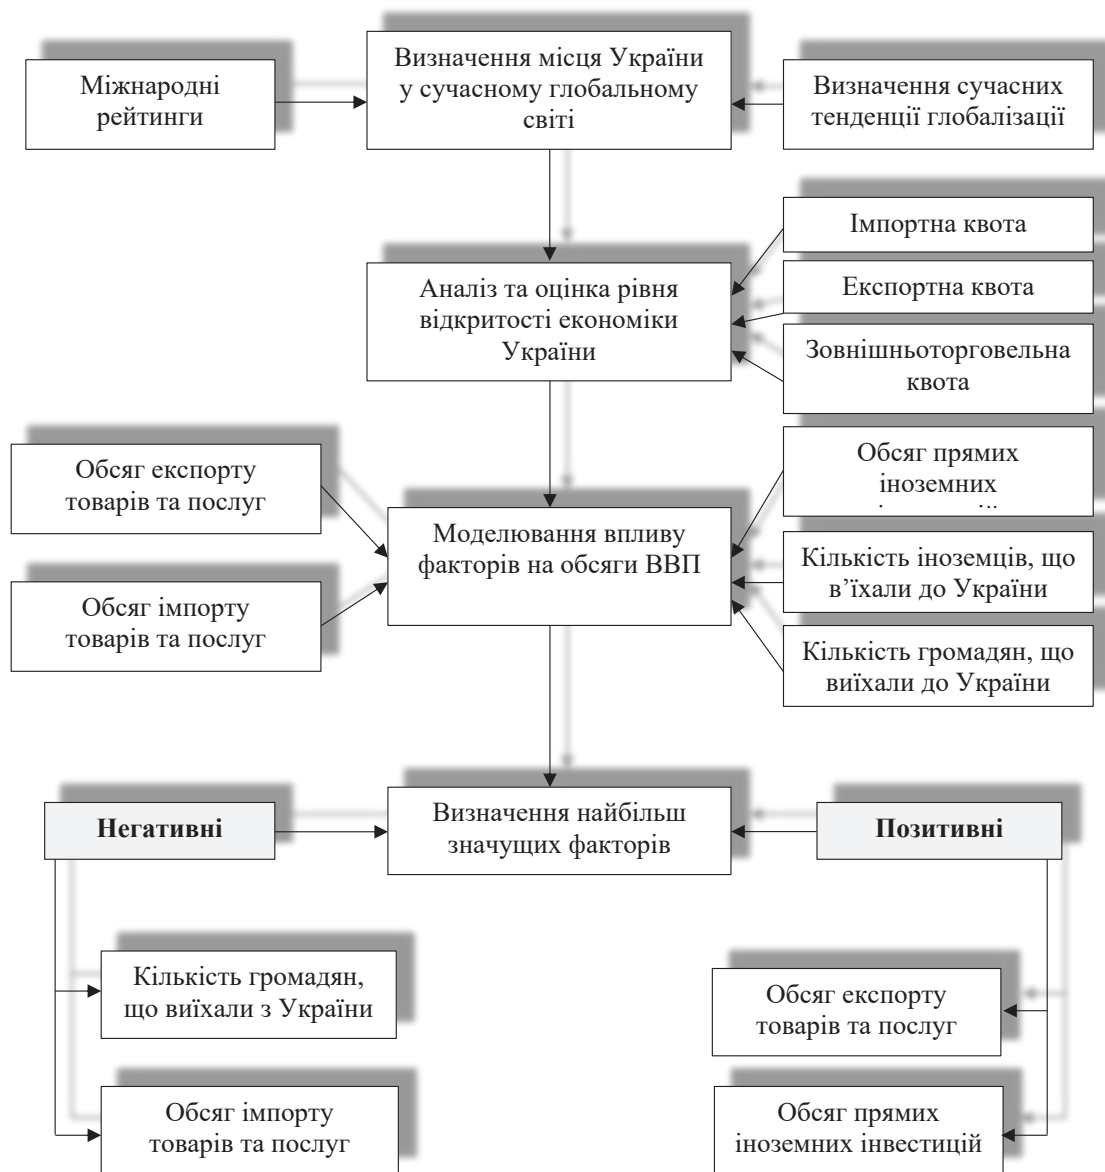 Міжнародні
рейтинги
Визначення місця України
у сучасному глобальному
світі
Визначення сучасних
тенденції глобалізації
Імпортна квота
Експортна квота
Зовнішньоторговельна
квота
Аналіз та оцінка рівня
відкритості економіки
України
Обсяг експорту
товарів та послуг
Обсяг імпорту
товарів та послуг
Моделювання впливу
факторів на обсяги ВВП
Обсяг прямих
іноземних
Кількість іноземців, що
в’їхали до України
Кількість громадян, що
виїхали до України
Негативні
Визначення найбільш
значущих факторів
Позитивні
Кількість громадян,
що виїхали з України
Обсяг імпорту
товарів та послуг
Обсяг експорту
товарів та послуг
Обсяг прямих
іноземних інвестицій